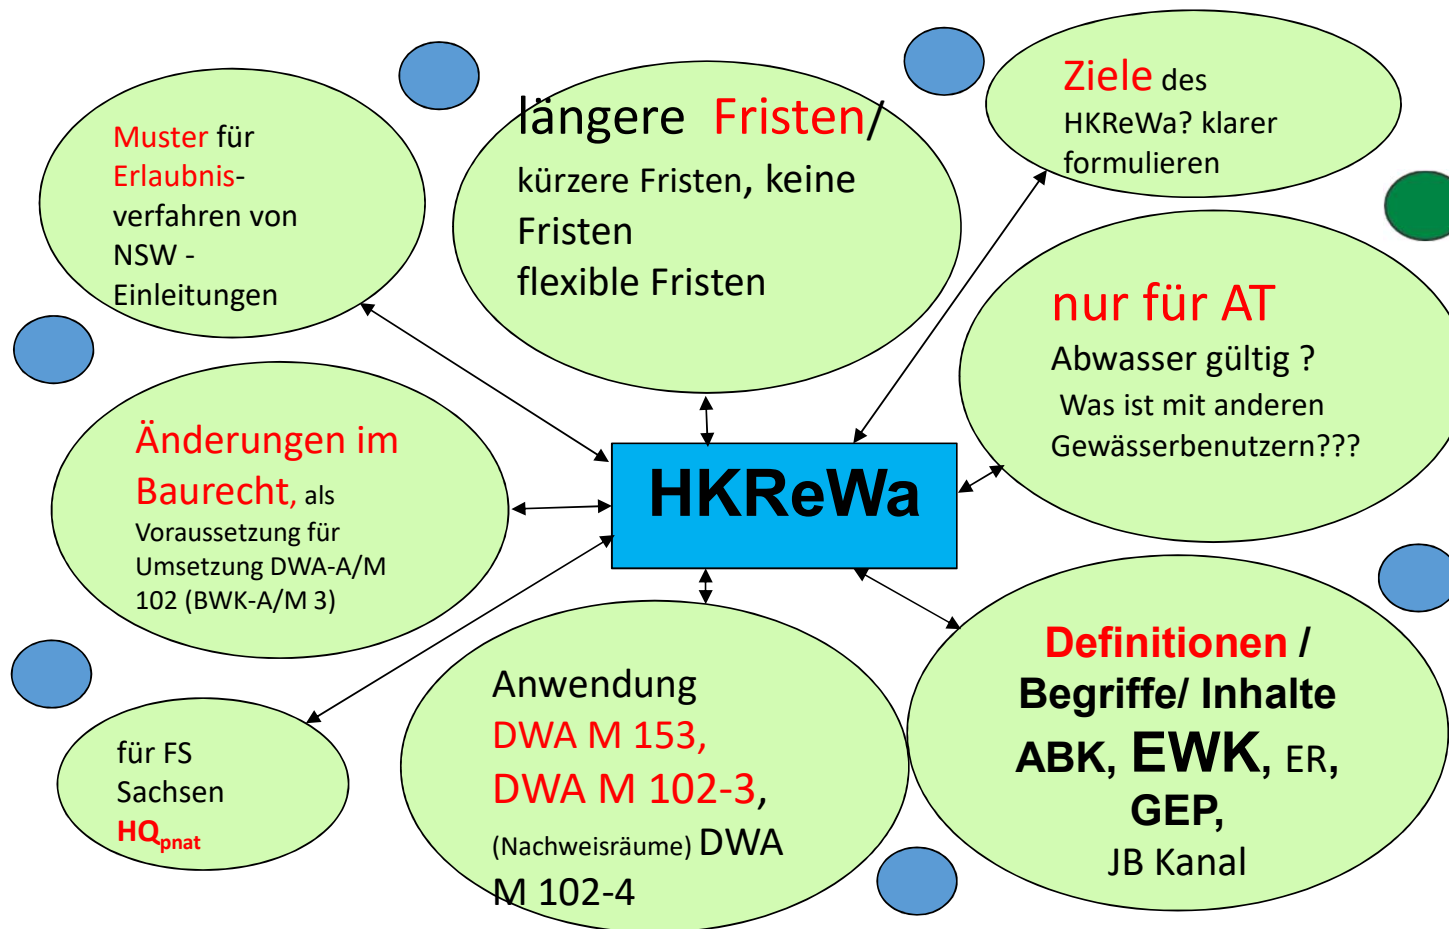 Muster für
Erlaubnis-
verfahren von
NSW -
Einleitungen
längere Fristen/
kürzere Fristen, keine
Fristen
flexible Fristen
Ziele des
HKReWa? klarer
formulieren
nur für AT
Abwasser gültig ?
Was ist mit anderen
Gewässerbenutzern???
Änderungen im
Baurecht, als
Voraussetzung für
Umsetzung DWA-A/M
102 (BWK-A/M 3)
HKReWa
für FS
Sachsen
HQpnat
Anwendung
DWA M 153,
DWA M 102-3,
(Nachweisräume) DWA
M 102-4
Definitionen /
Begriffe/ Inhalte
ABK, EWK, ER,
GEP,
JB Kanal